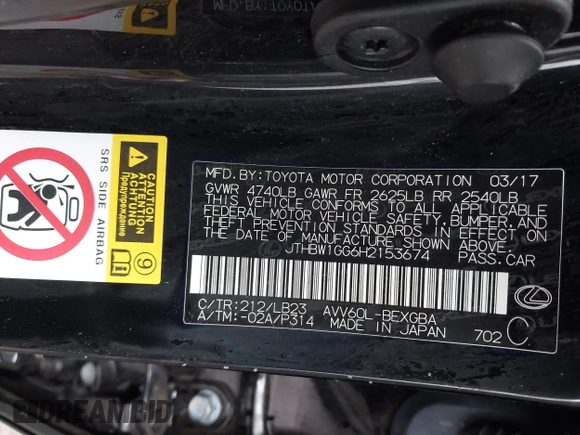 CAUTION
ATTENTION
ACHTUNG
Предупреждение
SRS SIDE AIRBAG
9
MFD. BY: TOYOTA MOTOR CORPORATION 03/17
GVWR 4740LB GAWR FR 2625LB RR 2540LB
THIS VEHICLE CONFORMS TO ALL APPLICABLE
FEDERAL MOTOR VEHICLE SAFETY, BUMPER, AND
THEFT PREVENTION STANDARDS IN EFFECT ON
THE DATE OF MANUFACTURE SHOWN ABOVE.
JTHBW1GG6H2153674 PASS. CAR
C/TR: 212/LB23 AVV60L-BEXGBA
A/TM: -02A/P314 MADE IN JAPAN 702 C
DREAMBID